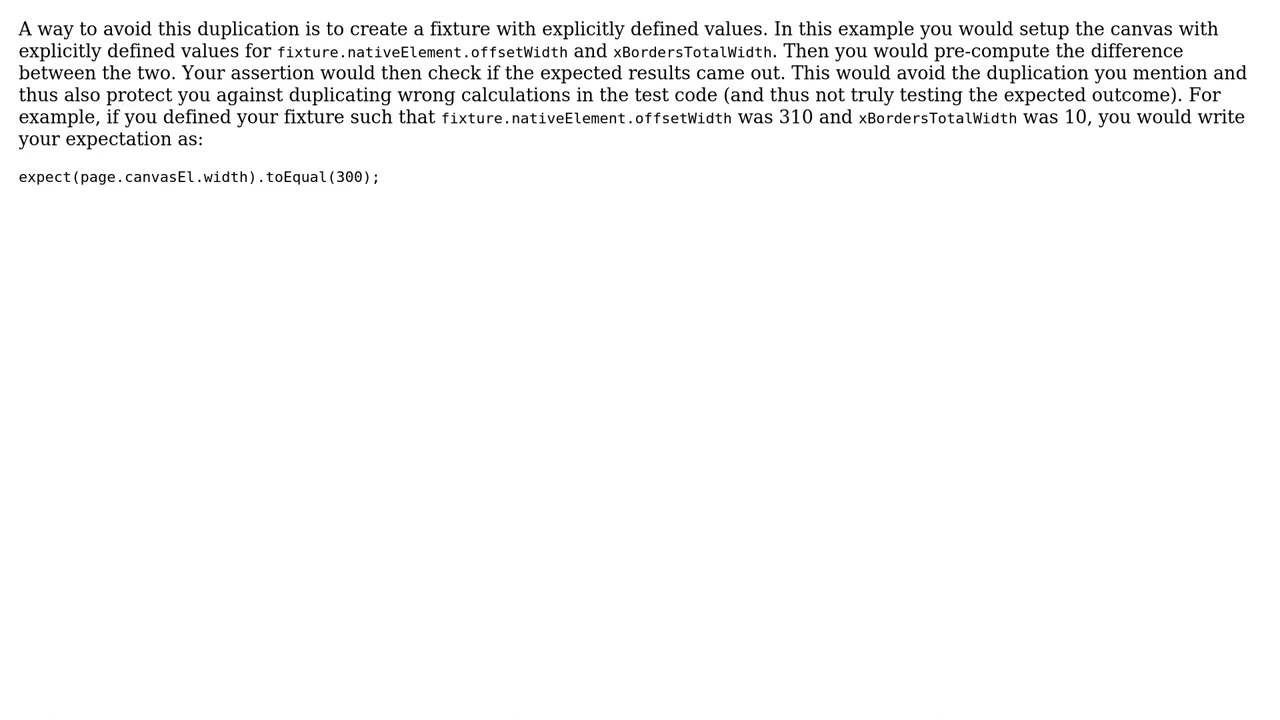 A way to avoid this duplication is to create a fixture with explicitly defined values. In this example you would setup the canvas with
explicitly defined values for fixture.nativeElement.offsetWidth and xBordersTotalWidth. Then you would pre-compute the difference
between the two. Your assertion would then check if the expected results came out. This would avoid the duplication you mention and
thus also protect you against duplicating wrong calculations in the test code (and thus not truly testing the expected outcome). For
example, if you defined your fixture such that fixture.nativeElement.offsetWidth was 310 and xBordersTotalWidth was 10, you would write
your expectation as:
expect(page.canvasEl.width).toEqual(300);